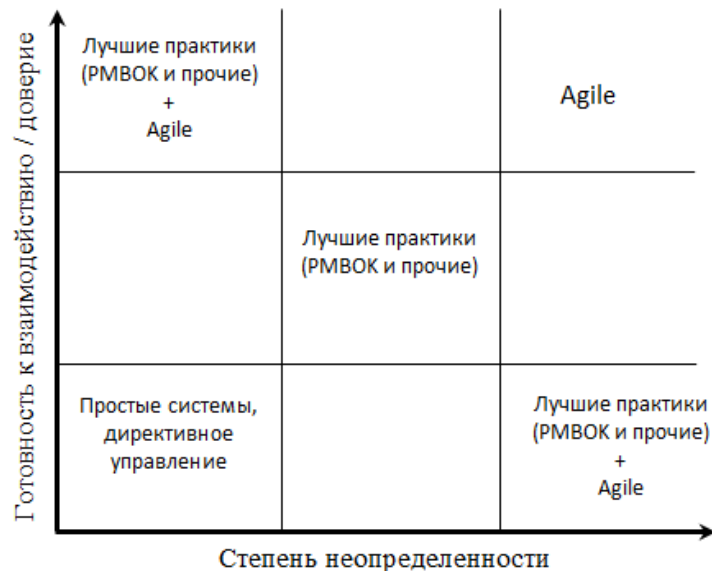 Готовность к взаимодействию / доверие
Лучшие практики
(PMBOK и прочие)
+
Agile
Agile
Лучшие практики
(PMBOK и прочие)
Простые системы,
директивное
управление
Лучшие практики
(PMBOK и прочие)
+
Agile
Степень неопределенности